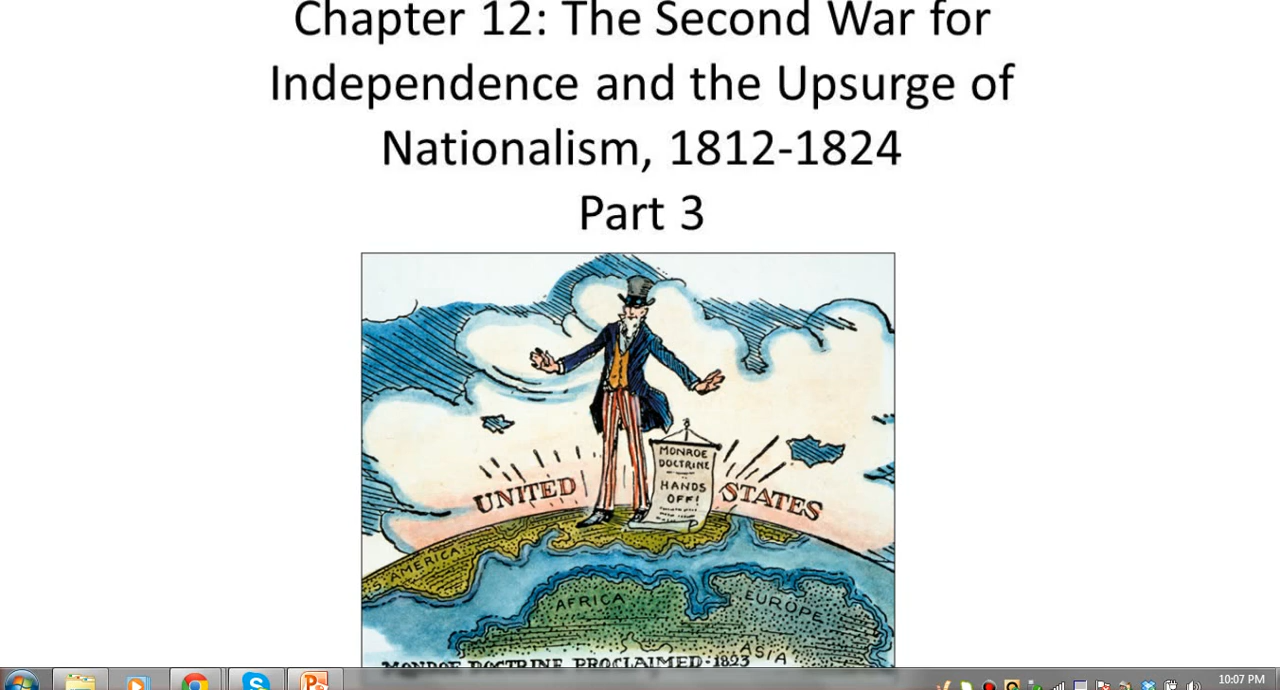 Chapter 12: The Second War for
Independence and the Upsurge of
Nationalism, 1812-1824
Part 3
MONROE
DOCTRINE
HANDS
OFF!
UNITED
STATES
S. AMERICA
AFRICA
EUROPE
ASIA
MONROE DOCTRINE PROCLAIMED-1823
10:07 PM